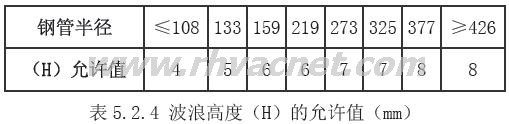 钢管半径 ≤108 133 159 219 273 325 377 ≥426
（H）允许值 4 5 6 6 7 7 8 8
www.rhvacnet.com
表 5.2.4 波浪高度（H）的允许值（mm）